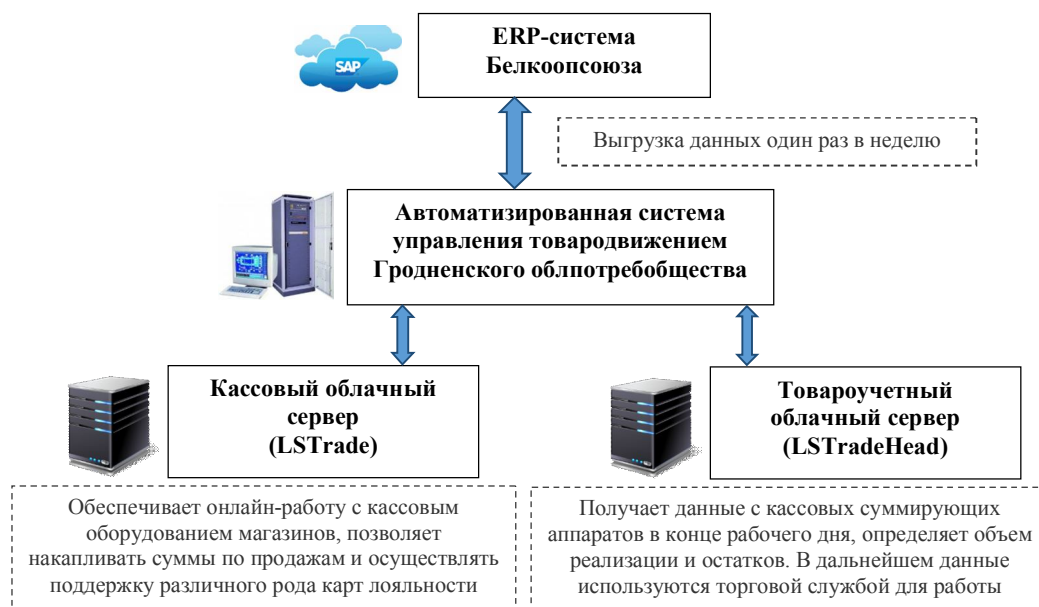 ERP-система
Белкоопсоюза
SAP
Выгрузка данных один раз в неделю
Автоматизированная система
управления товародвижением
Гродненского облпотребобщества
Кассовый облачный
сервер
(LSTrade)
Товароучетный
облачный сервер
(LSTradeHead)
Обеспечивает онлайн-работу с кассовым
оборудованием магазинов, позволяет
накапливать суммы по продажам и осуществлять
поддержку различного рода карт лояльности
Получает данные с кассовых суммирующих
аппаратов в конце рабочего дня, определяет объем
реализации и остатков. В дальнейшем данные
используются торговой службой для работы